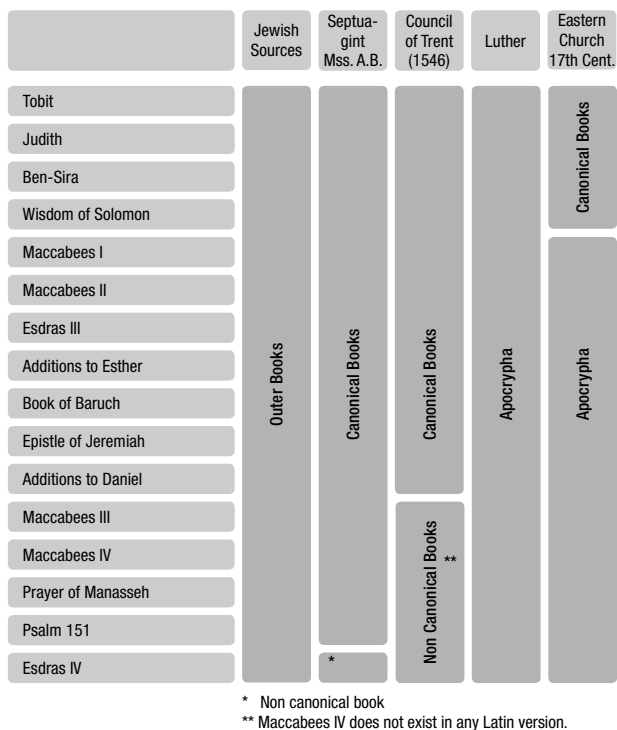 Jewish
Sources
Septua-
gint
Mss. A.B.
Council
of Trent
(1546)
Luther
Eastern
Church
17th Cent.
Tobit
Judith
Ben-Sira
Wisdom of Solomon
Maccabees I
Maccabees II
Esdras III
Additions to Esther
Book of Baruch
Epistle of Jeremiah
Additions to Daniel
Maccabees III
Maccabees IV
Prayer of Manasseh
Psalm 151
Esdras IV
Outer Books
Canonical Books
*
Canonical Books
Non Canonical Books
**
Apocrypha
Canonical Books
Apocrypha
* Non canonical book
** Maccabees IV does not exist in any Latin version.